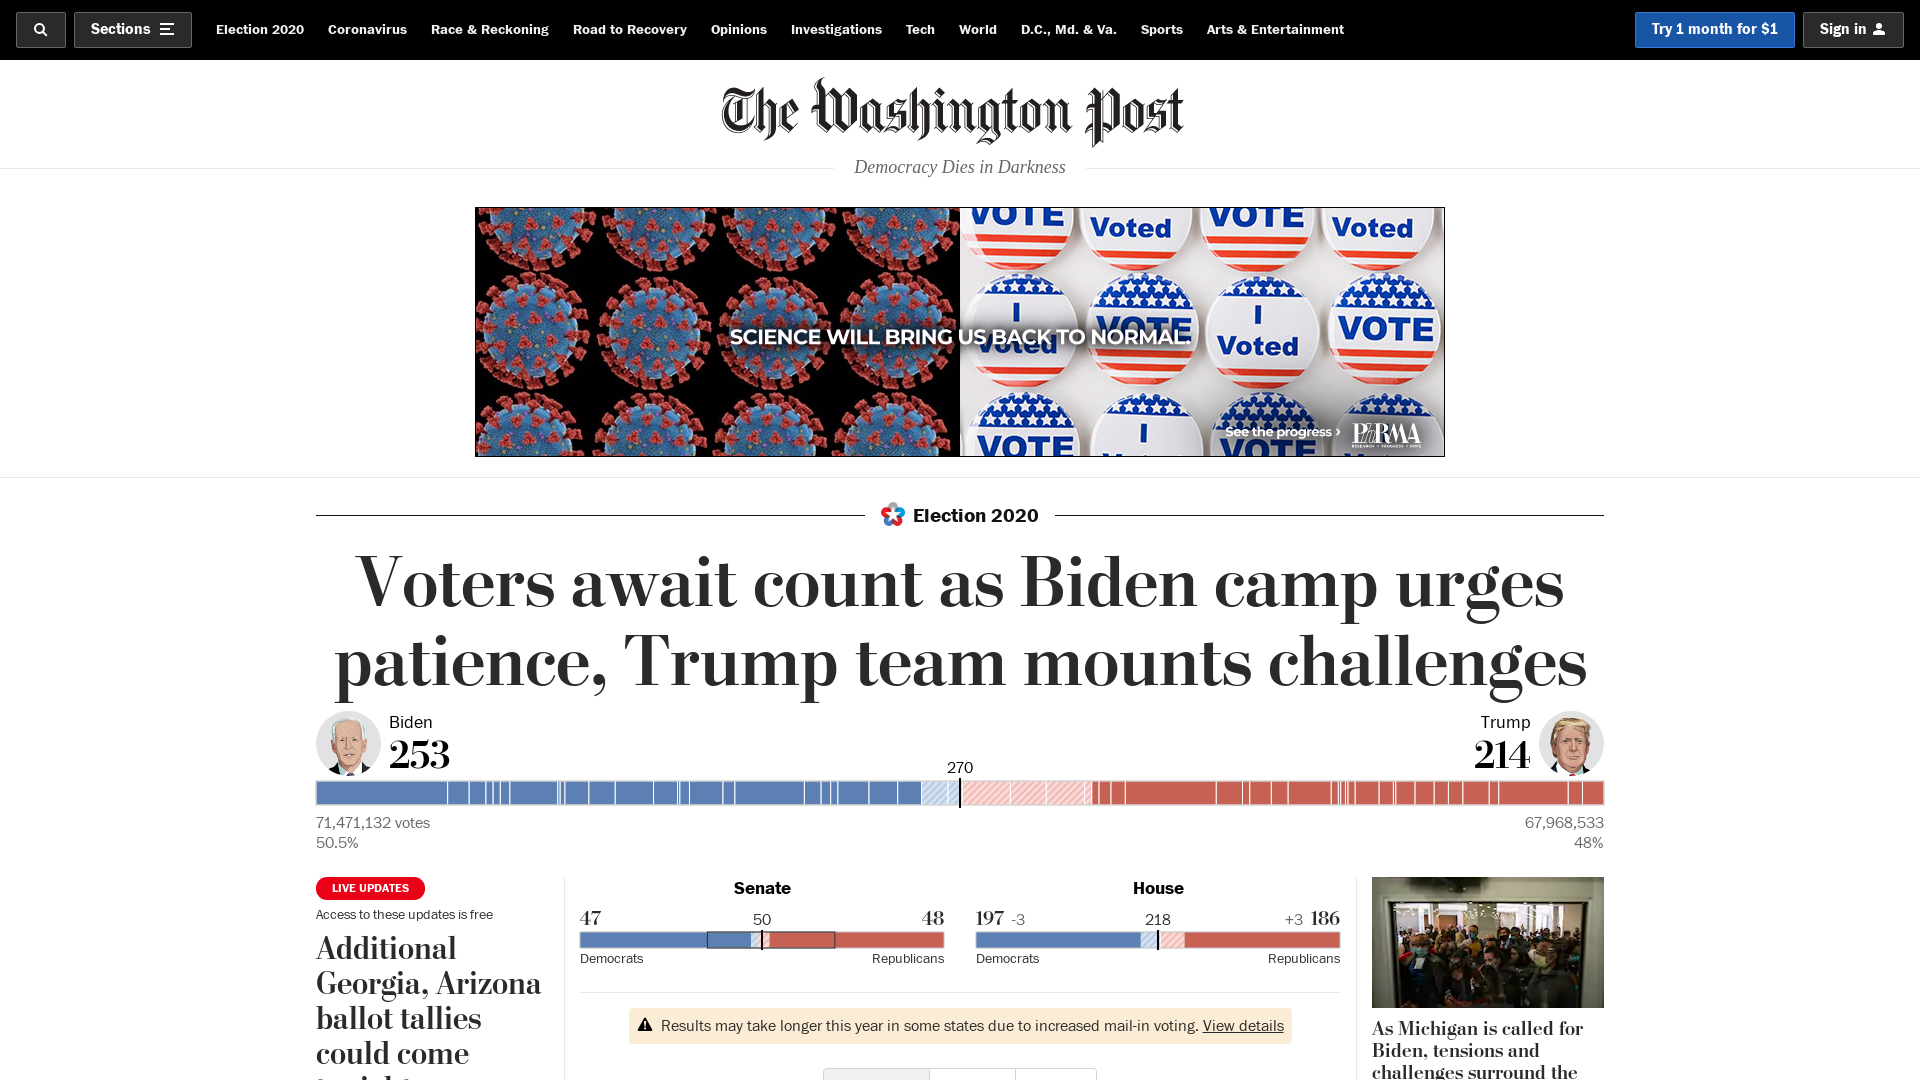 Sections
Election 2020
Coronavirus
Race & Reckoning
Road to Recovery
Opinions
Investigations
Tech
World
D.C., Md. & Va.
Sports
Arts & Entertainment
Try 1 month for $1
Sign in
The Washington Post
Democracy Dies in Darkness
VOTE Voted VOTE Voted
I Voted VOTE I Voted VOTE
SCIENCE WILL BRING US BACK TO NORMAL.
VOTE I VOTE
See the progress › PhRMA
RESEARCH • PROGRESS • HOPE
Election 2020
Voters await count as Biden camp urges
patience, Trump team mounts challenges
Biden
253
Trump
214
270
71,471,132 votes
50.5%
67,968,533
48%
LIVE UPDATES
Access to these updates is free
Additional
Georgia, Arizona
ballot tallies
could come
Senate
47 50 48
Democrats Republicans
House
197 -3 218 +3 186
Democrats Republicans
Results may take longer this year in some states due to increased mail-in voting. View details
As Michigan is called for
Biden, tensions and
challenges surround the